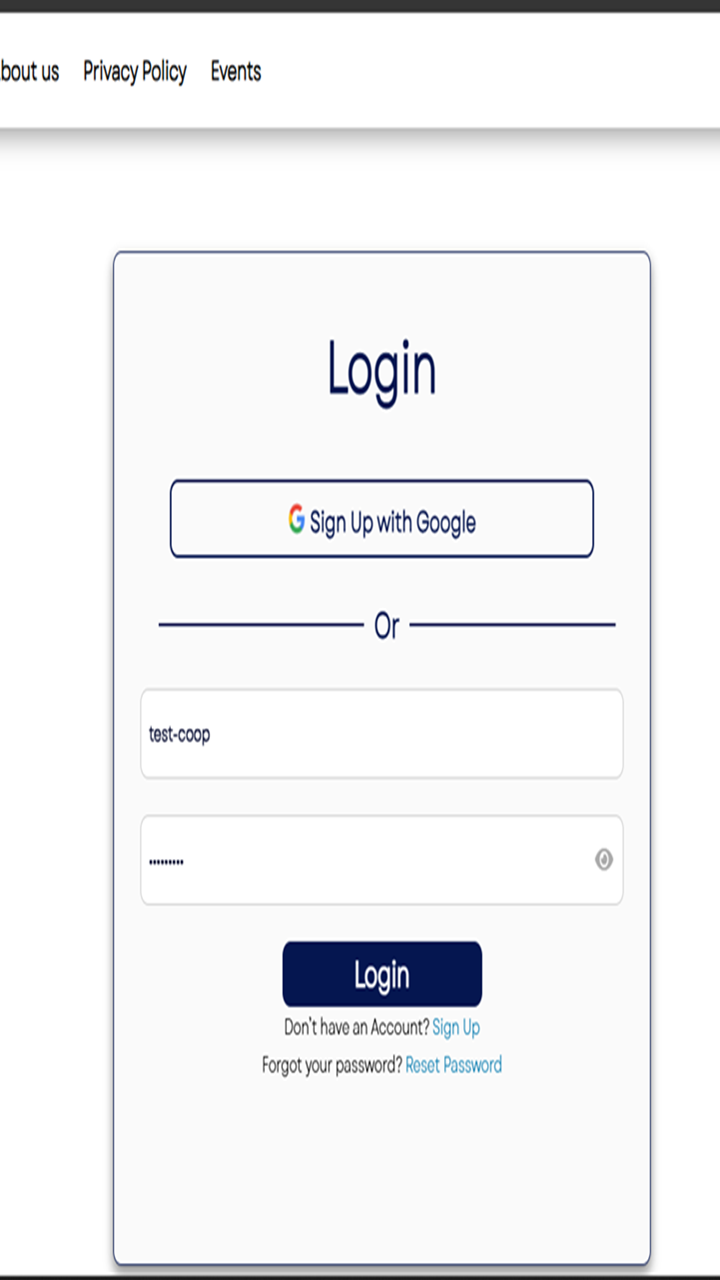 bout us Privacy Policy Events
Login
Sign Up with Google
Or
test-coop
•••••••••
Login
Don't have an Account? Sign Up
Forgot your password? Reset Password